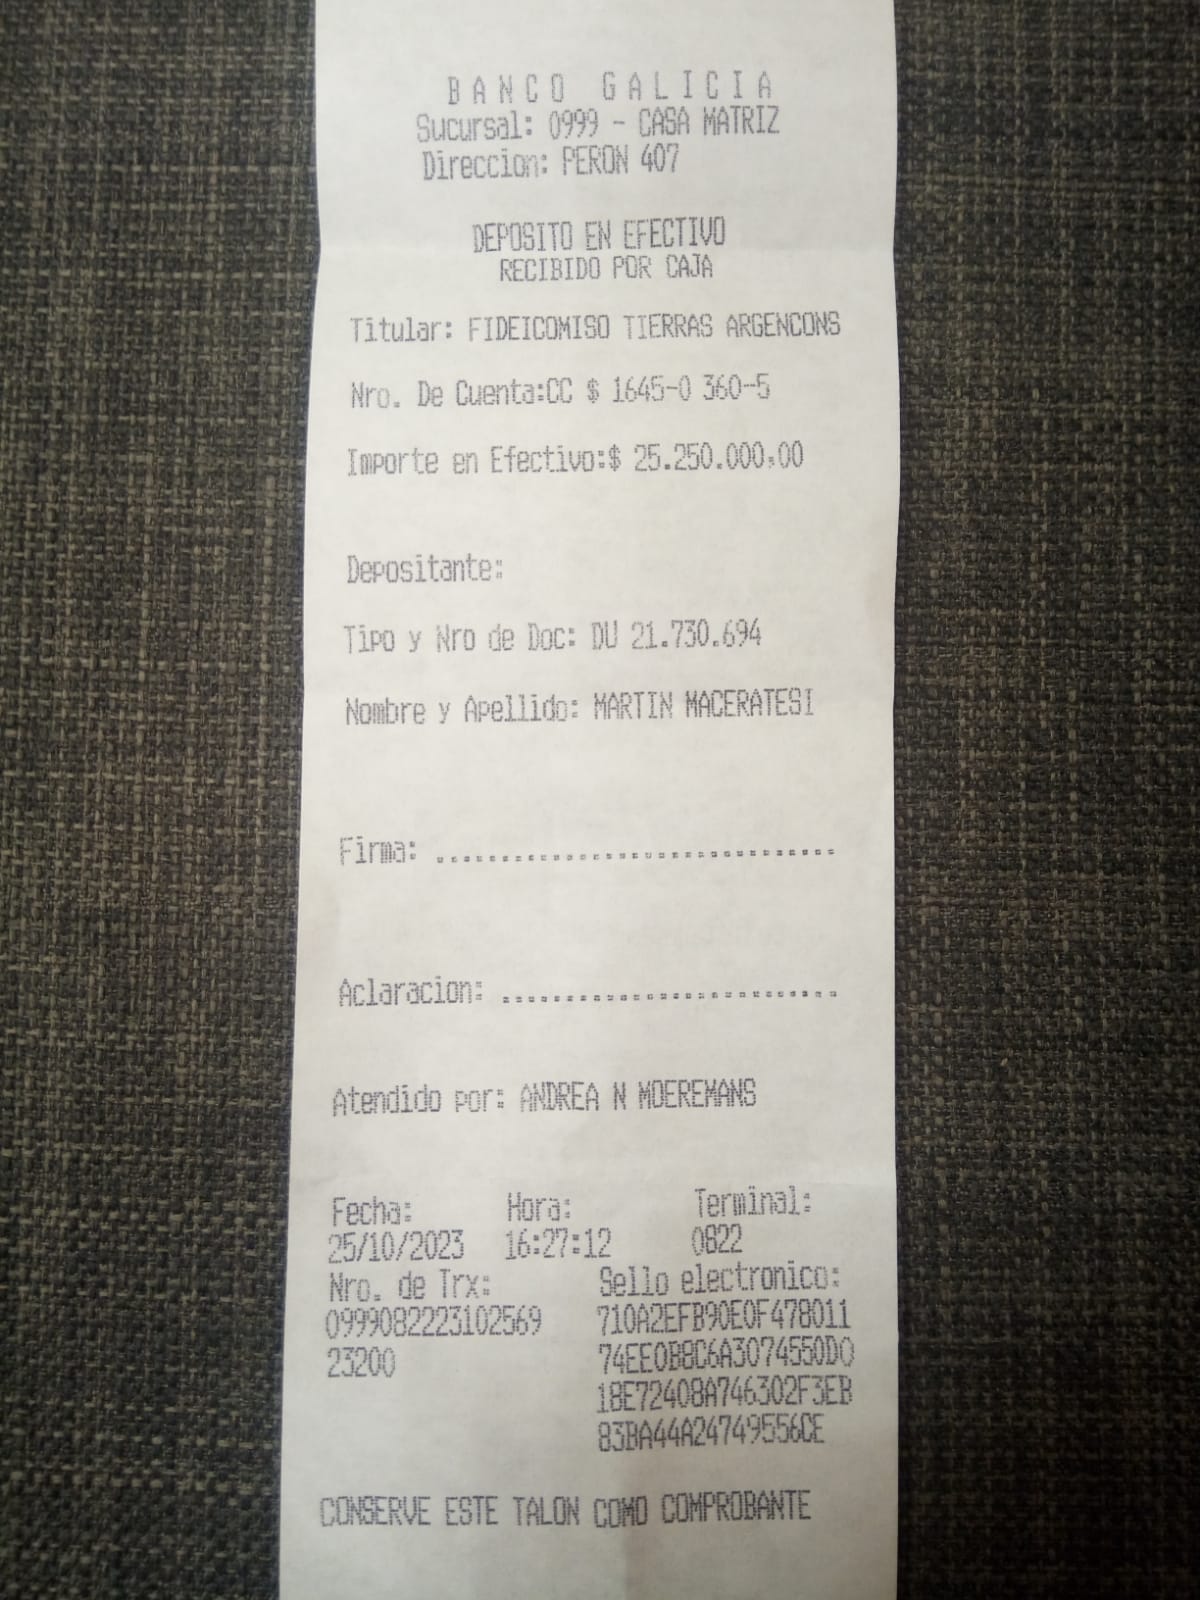 BANCO GALICIA
Sucursal: 0999 - CASA MATRIZ
Direccion: PERON 407
DEPOSITO EN EFECTIVO
RECIBIDO POR CAJA
Titular: FIDEICOMISO TIERRAS ARGENCONS
Nro. De Cuenta:CC $ 1645-0 360-5
Importe en Efectivo:$ 25.250.000,00
Depositante:
Tipo y Nro de Doc: DU 21.730.694
Nombre y Apellido: MARTIN MACERATESI
Firma: ..............................
Aclaracion: .........................
Atendido por: ANDREA N MOEREMANS
Fecha: Hora: Terminal:
25/10/2023 16:27:12 0822
Nro. de Trx: Sello electronico:
0999082223102569 710A2EFB90E0F478011
23200 74EE0B8C6A3074550D0
18E72408A746302F3EB
83BA44A24749556CE
CONSERVE ESTE TALON COMO COMPROBANTE